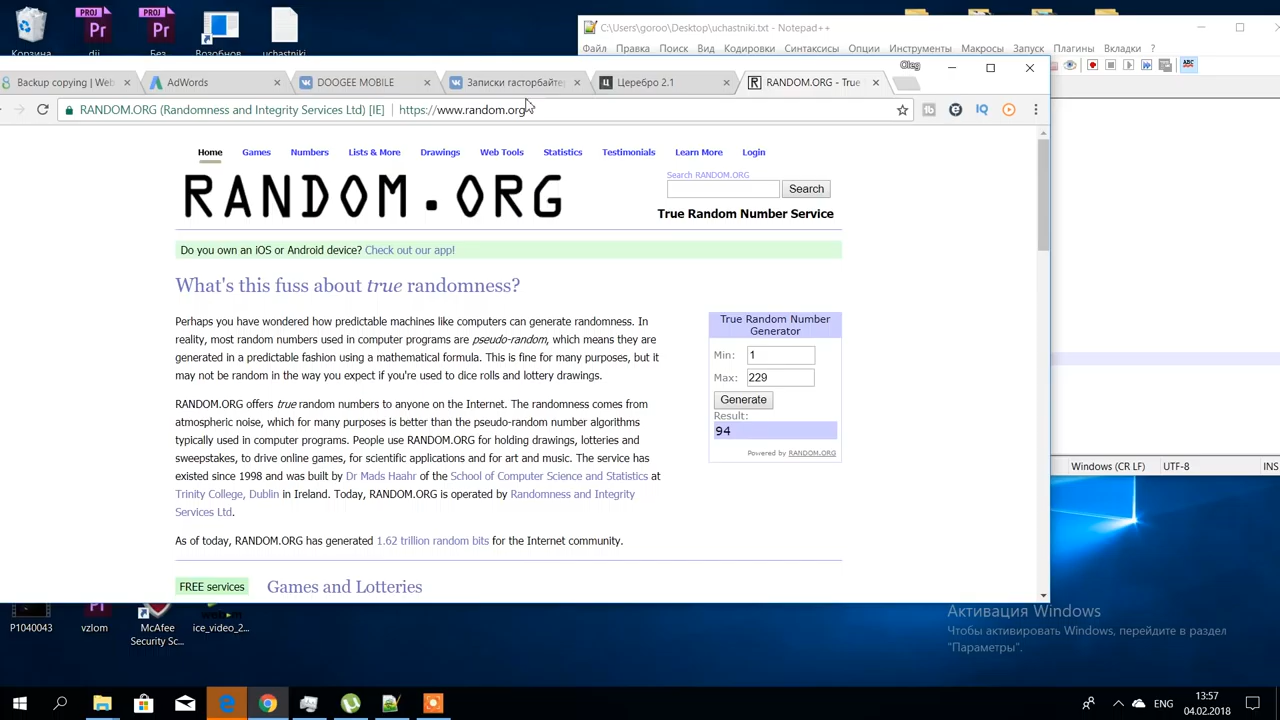 dji
Proj
uchastniki
C:\Users\goroo\Desktop\uchastniki.txt - Notepad++
Файл Правка Поиск Вид Кодировки Синтаксисы Опции Инструменты Макросы Запуск Плагины Вкладки ?
Oleg
Backup copying | Web
AdWords
DOOGEE MOBILE
Записки гасторбайте
Церебро 2.1
RANDOM.ORG - True
RANDOM.ORG (Randomness and Integrity Services Ltd) [IE] https://www.random.org
Home Games Numbers Lists & More Drawings Web Tools Statistics Testimonials Learn More Login
RANDOM.ORG
Search RANDOM.ORG
Search
True Random Number Service
Do you own an iOS or Android device? Check out our app!
What's this fuss about true randomness?
Perhaps you have wondered how predictable machines like computers can generate randomness. In
reality, most random numbers used in computer programs are pseudo-random, which means they are
generated in a predictable fashion using a mathematical formula. This is fine for many purposes, but it
may not be random in the way you expect if you're used to dice rolls and lottery drawings.
RANDOM.ORG offers true random numbers to anyone on the Internet. The randomness comes from
atmospheric noise, which for many purposes is better than the pseudo-random number algorithms
typically used in computer programs. People use RANDOM.ORG for holding drawings, lotteries and
sweepstakes, to drive online games, for scientific applications and for art and music. The service has
existed since 1998 and was built by Dr Mads Haahr of the School of Computer Science and Statistics at
Trinity College, Dublin in Ireland. Today, RANDOM.ORG is operated by Randomness and Integrity
Services Ltd.
As of today, RANDOM.ORG has generated 1.62 trillion random bits for the Internet community.
True Random Number
Generator
Min: 1
Max: 229
Generate
Result:
94
Powered by RANDOM.ORG
FREE services
Games and Lotteries
Windows (CR LF) UTF-8 INS
P1040043
vzlom
McAfee
Security Sc...
ice_video_2...
Активация Windows
Чтобы активировать Windows, перейдите в раздел
"Параметры".
ENG
13:57
04.02.2018